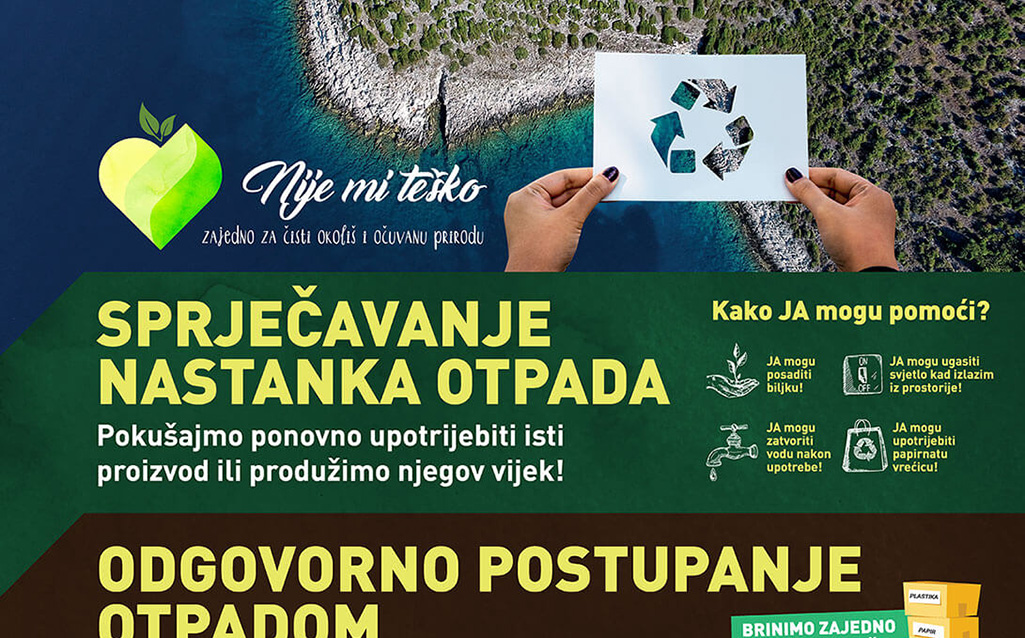 Nije mi teško
zajedno za čisti okoliš i očuvanu prirodu
SPRJEČAVANJE
NASTANKA OTPADA
Pokušajmo ponovno upotrijebiti isti
proizvod ili produžimo njegov vijek!
Kako JA mogu pomoći?
JA mogu
posaditi
biljku!
ON
OFF
JA mogu ugasiti
svjetlo kad izlazim
iz prostorije!
JA mogu
zatvoriti
vodu nakon
upotrebe!
JA mogu
upotrijebiti
papirnatu
vrećicu!
ODGOVORNO POSTUPANJE
OTPADOM
BRINIMO ZAJEDNO
PLASTIKA
PAPIR